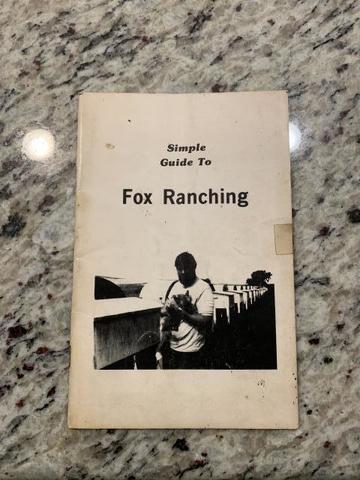 Simple
Guide To
Fox Ranching